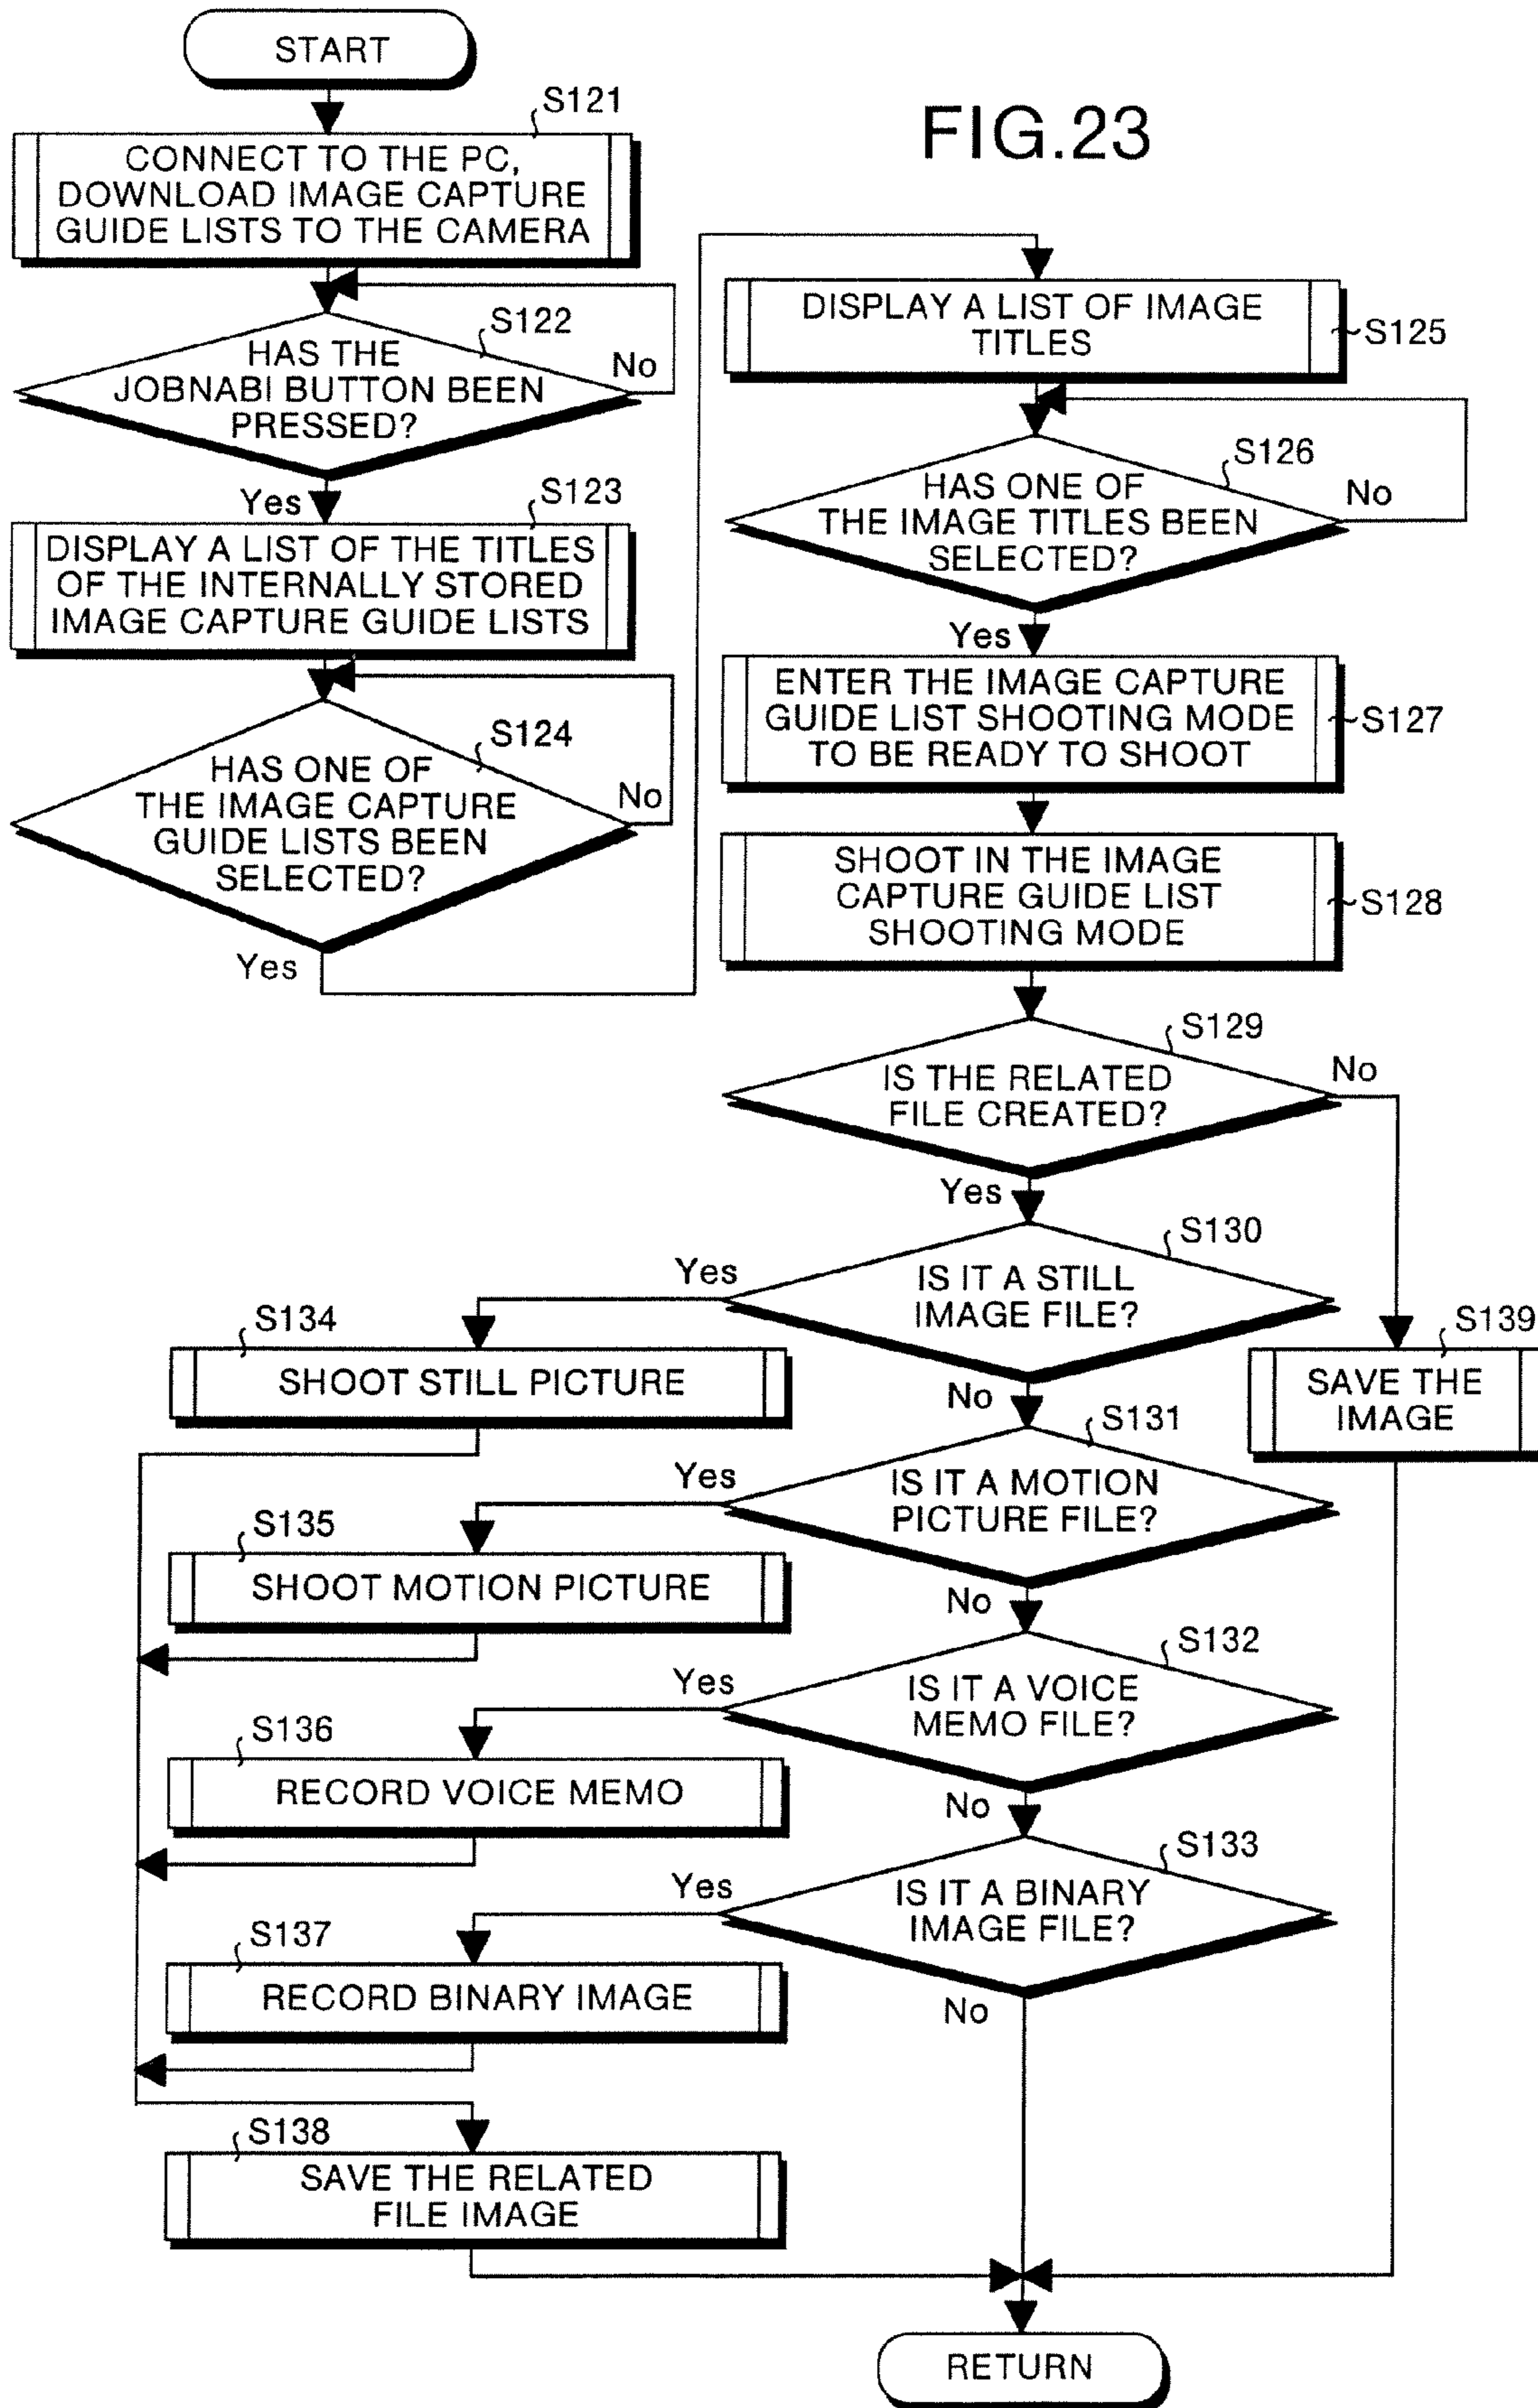 FIG.23
START
S121
CONNECT TO THE PC,
DOWNLOAD IMAGE CAPTURE
GUIDE LISTS TO THE CAMERA
S122
HAS THE
JOBNABI BUTTON BEEN
PRESSED?
No
Yes
S123
DISPLAY A LIST OF THE TITLES
OF THE INTERNALLY STORED
IMAGE CAPTURE GUIDE LISTS
S124
HAS ONE OF
THE IMAGE CAPTURE
GUIDE LISTS BEEN
SELECTED?
No
Yes
DISPLAY A LIST OF IMAGE
TITLES
S125
S126
HAS ONE OF
THE IMAGE TITLES BEEN
SELECTED?
No
Yes
ENTER THE IMAGE CAPTURE
GUIDE LIST SHOOTING MODE
TO BE READY TO SHOOT
S127
SHOOT IN THE IMAGE
CAPTURE GUIDE LIST
SHOOTING MODE
S128
S129
IS THE RELATED
FILE CREATED?
No
Yes
S130
IS IT A STILL
IMAGE FILE?
Yes
No
S134
SHOOT STILL PICTURE
S139
SAVE THE
IMAGE
S131
IS IT A MOTION
PICTURE FILE?
Yes
No
S135
SHOOT MOTION PICTURE
S132
IS IT A VOICE
MEMO FILE?
Yes
No
S136
RECORD VOICE MEMO
S133
IS IT A BINARY
IMAGE FILE?
Yes
No
S137
RECORD BINARY IMAGE
S138
SAVE THE RELATED
FILE IMAGE
RETURN